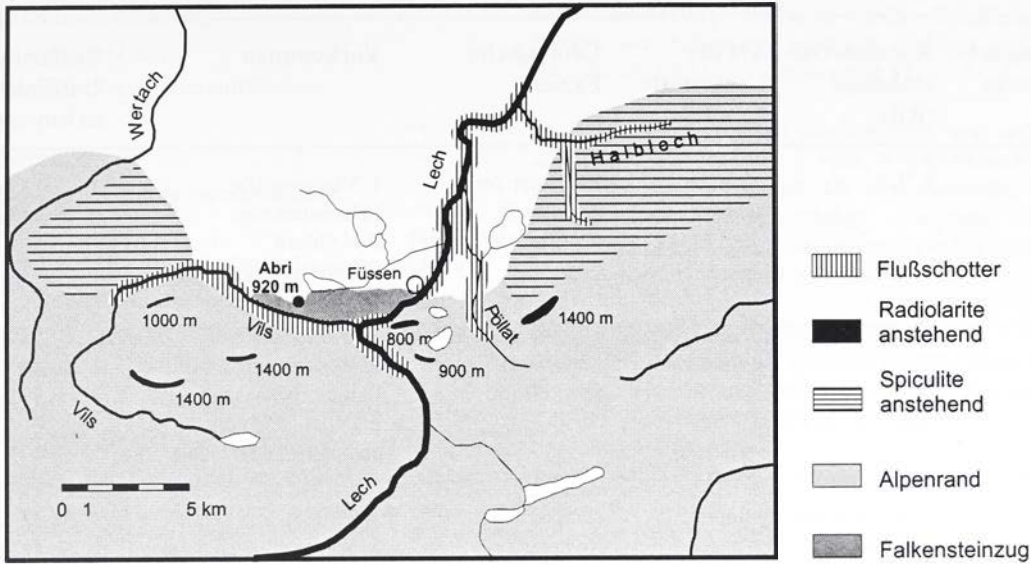 Wertach
Lech
Halblech
Abri
920 m
Füssen
1000 m
Vils
800 m
Pöllat
1400 m
1400 m
900 m
1400 m
Vils
Lech
0 1 5 km
Flußschotter
Radiolarite
anstehend
Spiculite
anstehend
Alpenrand
Falkensteinzug